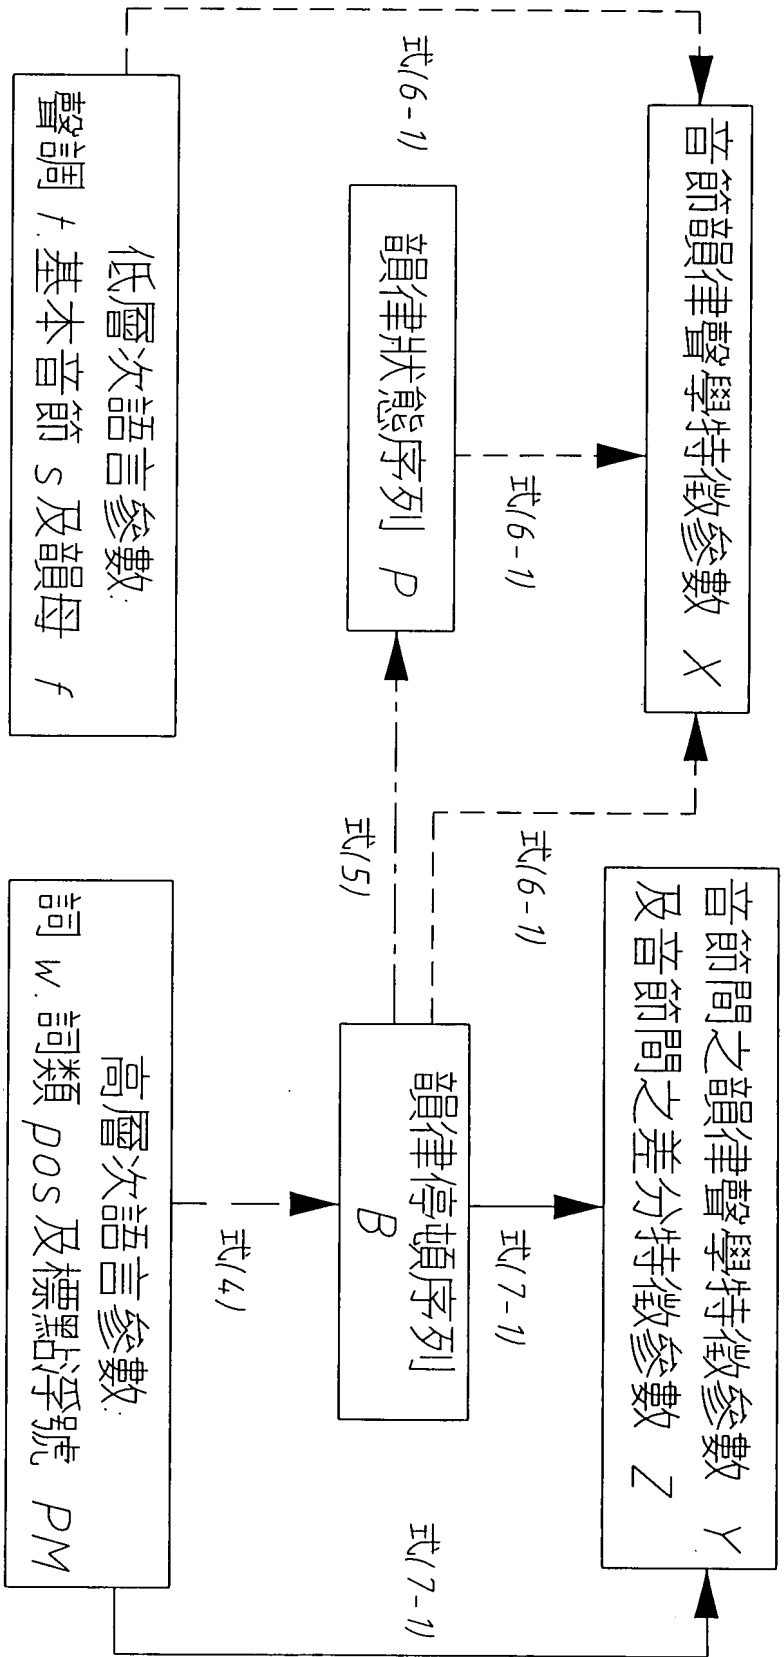 音節韻律聲學特徵參數 X
音節間之韻律聲學特徵參數 Y
及音節間之差分特徵參數 Z
式(6-1)
式(6-1)
式(6-1)
式(7-1)
式(7-1)
韻律狀態序列 P
式(5)
韻律停頓序列
B
式(4)
低層次語言參數:
聲調 t.基本音節 s及韻母 f
高層次語言參數:
詞 w.詞類 POS及標點浮號 PM